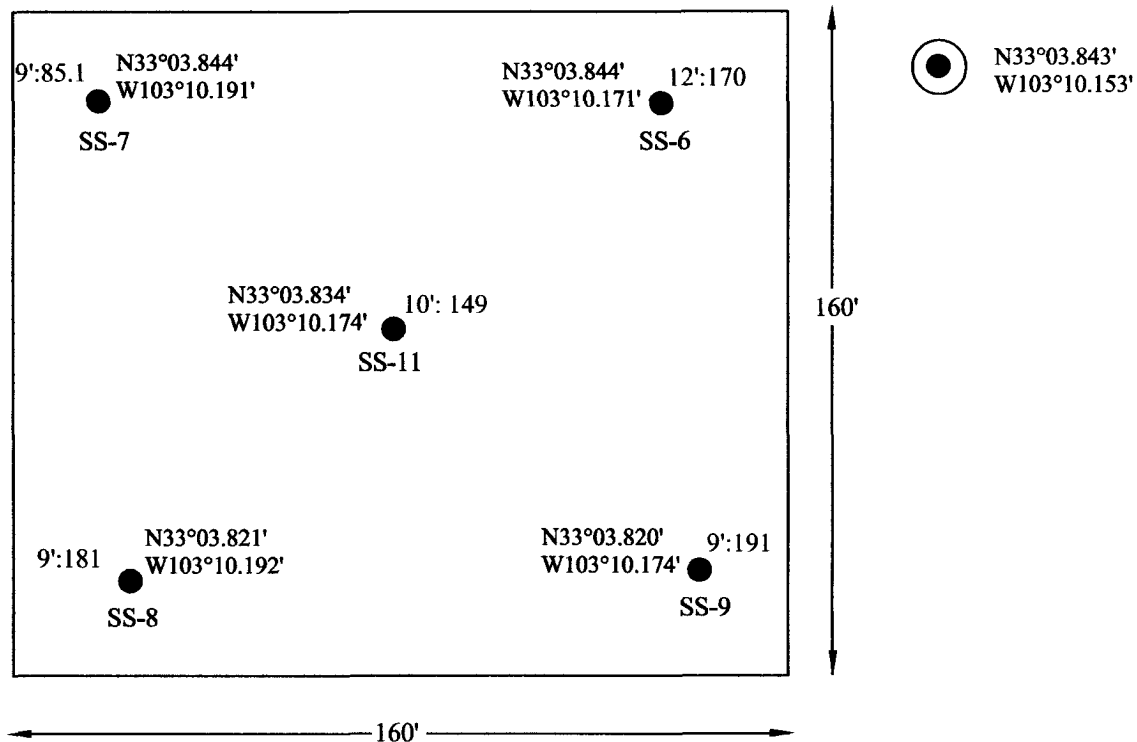 9':85.1
N33°03.844'
W103°10.191'
SS-7
N33°03.844'
W103°10.171'
12':170
SS-6
N33°03.843'
W103°10.153'
N33°03.834'
W103°10.174'
10': 149
SS-11
160'
9':181
N33°03.821'
W103°10.192'
SS-8
N33°03.820'
W103°10.174'
9':191
SS-9
160'